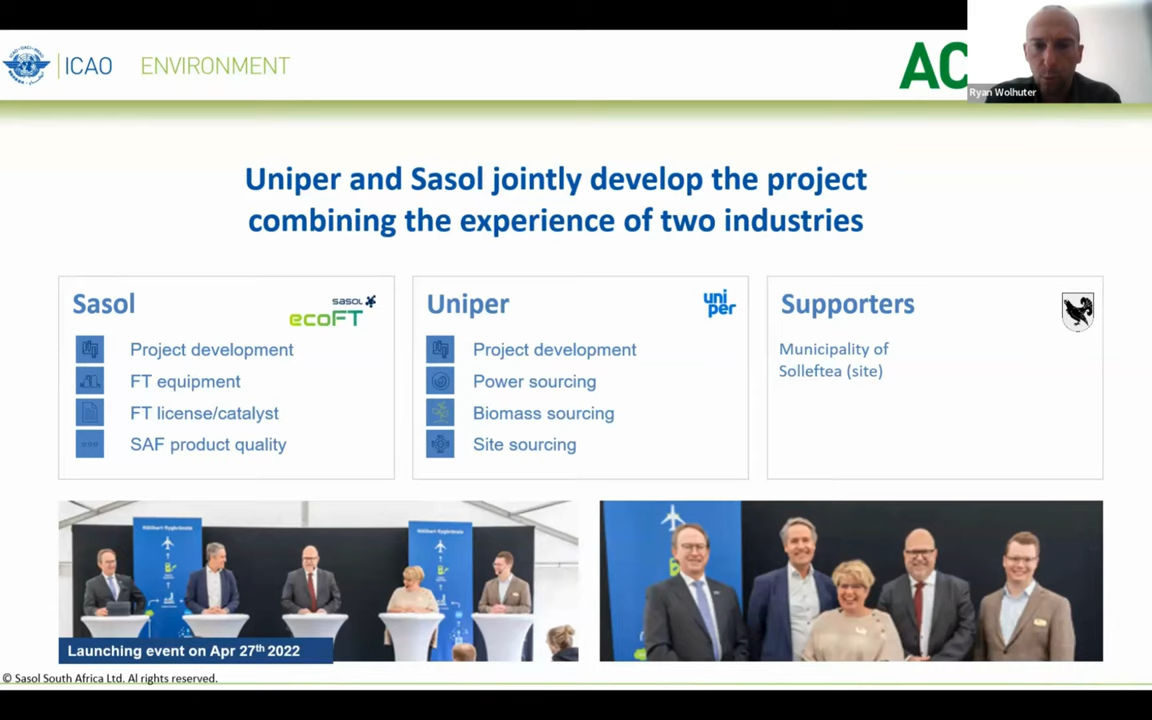 ICAO ENVIRONMENT
AC
Ryan Wolhuter
Uniper and Sasol jointly develop the project
combining the experience of two industries
Sasol
sasol
ecoFT
Project development
FT equipment
FT license/catalyst
SAF product quality
Uniper
uni
per
Project development
Power sourcing
Biomass sourcing
Site sourcing
Supporters
Municipality of
Solleftea (site)
Launching event on Apr 27th 2022
© Sasol South Africa Ltd. Al rights reserved.